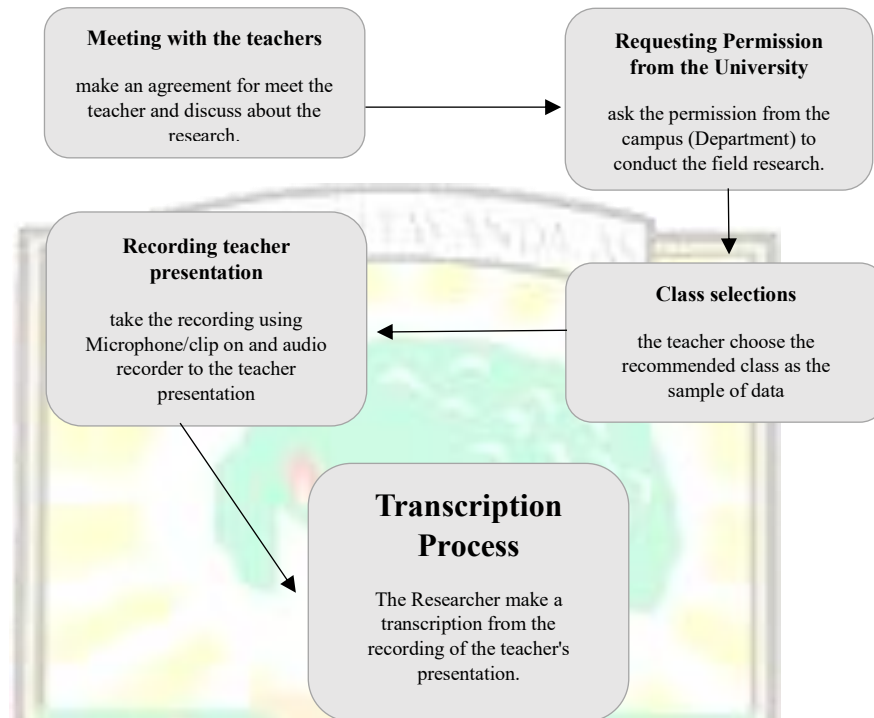 Meeting with the teachers
make an agreement for meet the
teacher and discuss about the
research.
Requesting Permission
from the University
ask the permission from the
campus (Department) to
conduct the field research.
Class selections
the teacher choose the
recommended class as the
sample of data
Recording teacher
presentation
take the recording using
Microphone/clip on and audio
recorder to the teacher
presentation
Transcription
Process
The Researcher make a
transcription from the
recording of the teacher's
presentation.